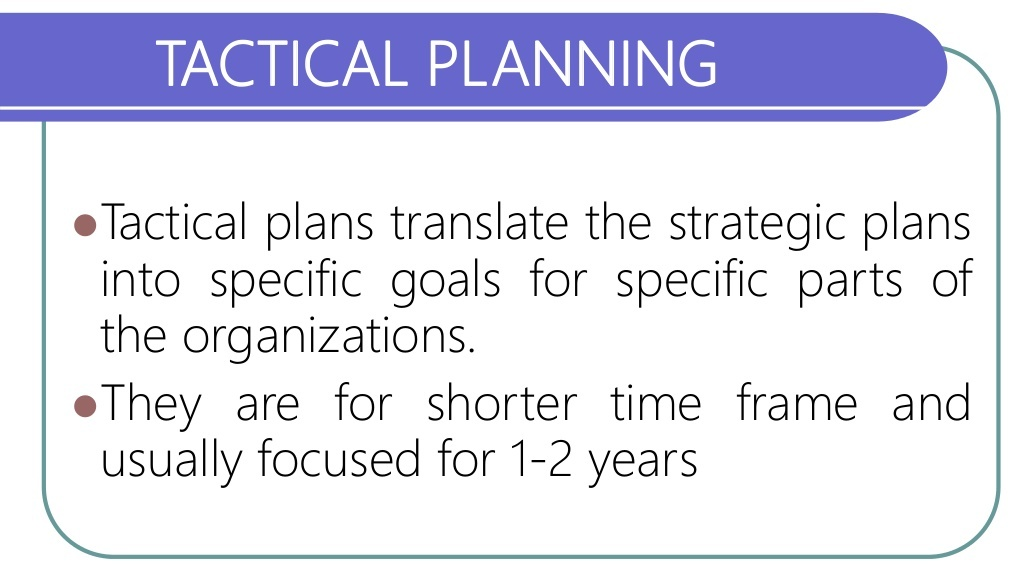 TACTICAL PLANNING
●Tactical plans translate the strategic plans
into specific goals for specific parts of
the organizations.
●They are for shorter time frame and
usually focused for 1-2 years